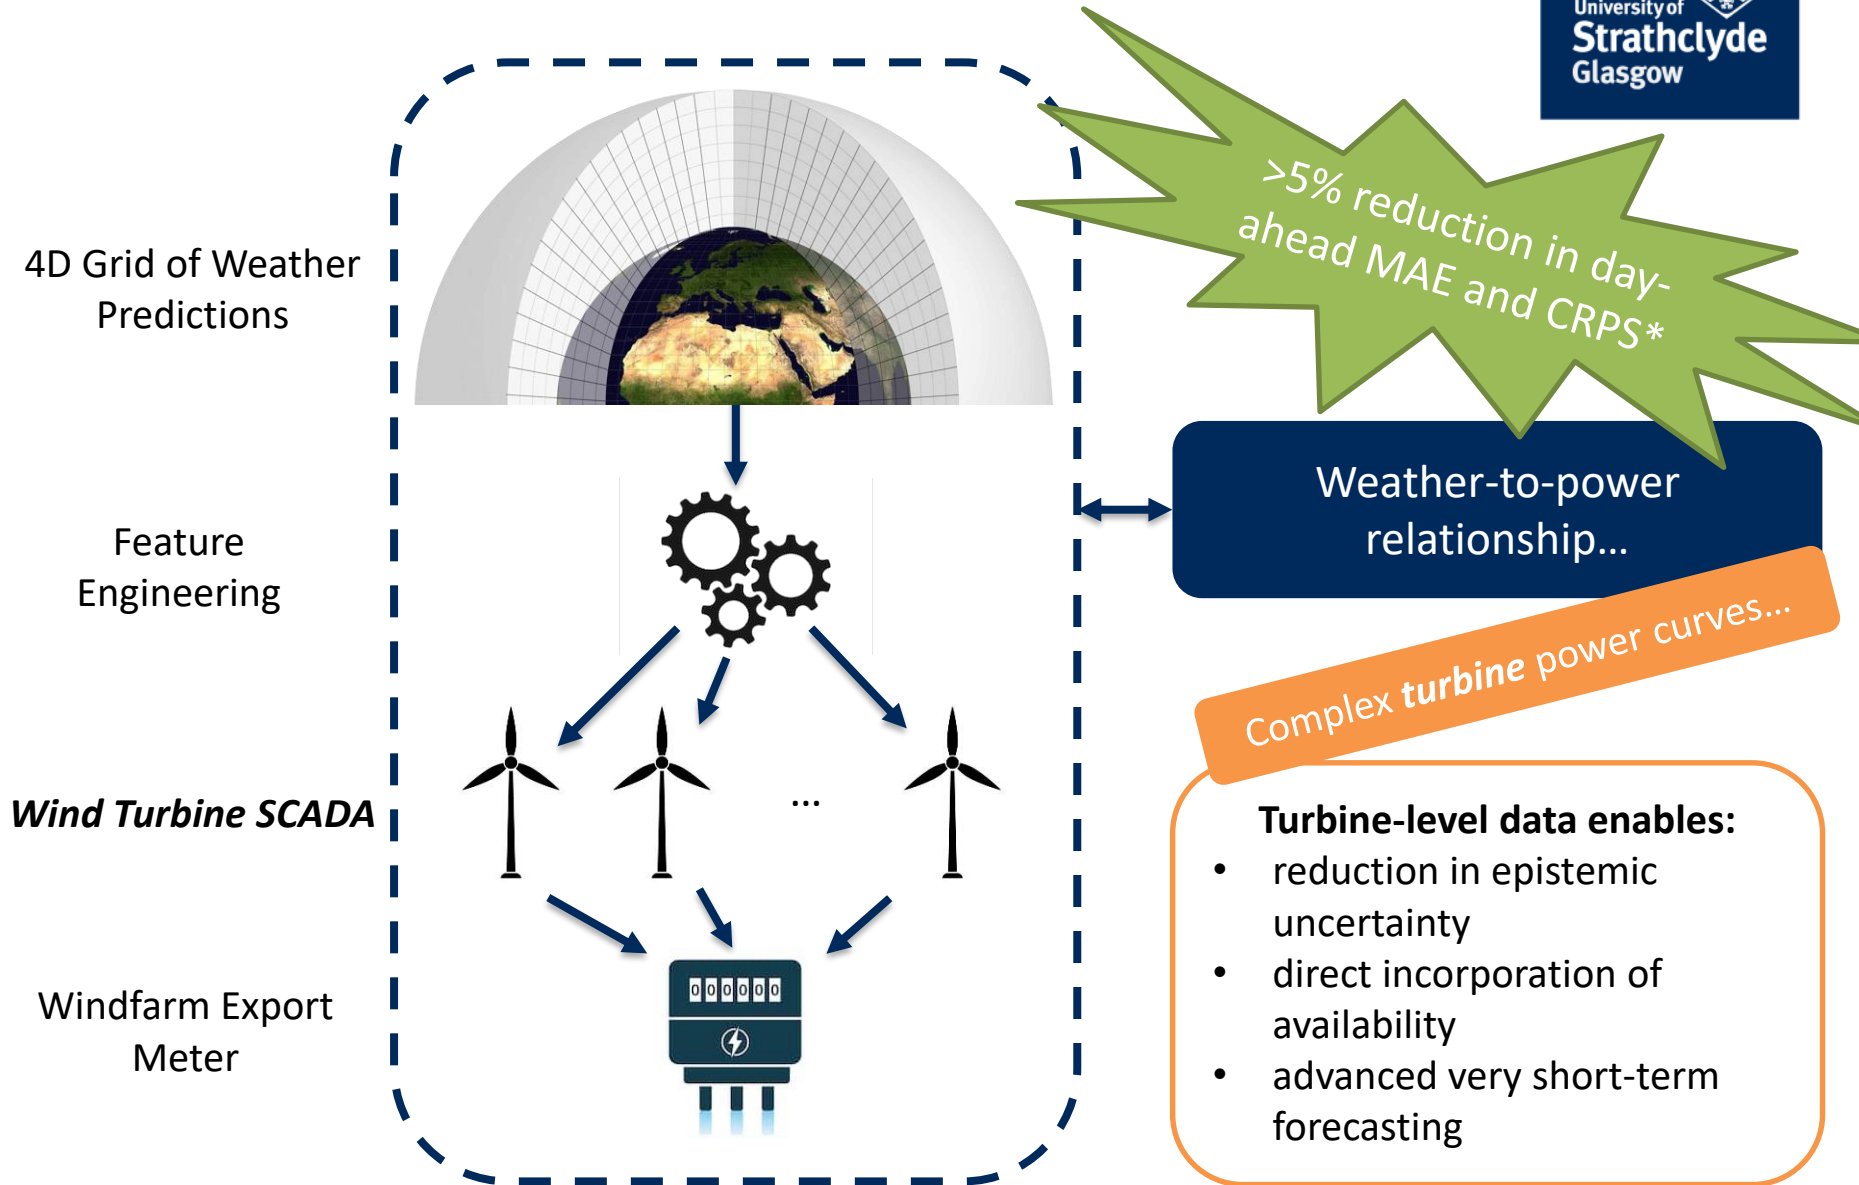 University of
Strathclyde
Glasgow
>5% reduction in day-
ahead MAE and CRPS*
4D Grid of Weather
Predictions
Weather-to-power
relationship...
Feature
Engineering
Complex turbine power curves...
Wind Turbine SCADA
...
Turbine-level data enables:
• reduction in epistemic
uncertainty
• direct incorporation of
availability
• advanced very short-term
forecasting
Windfarm Export
Meter
000000